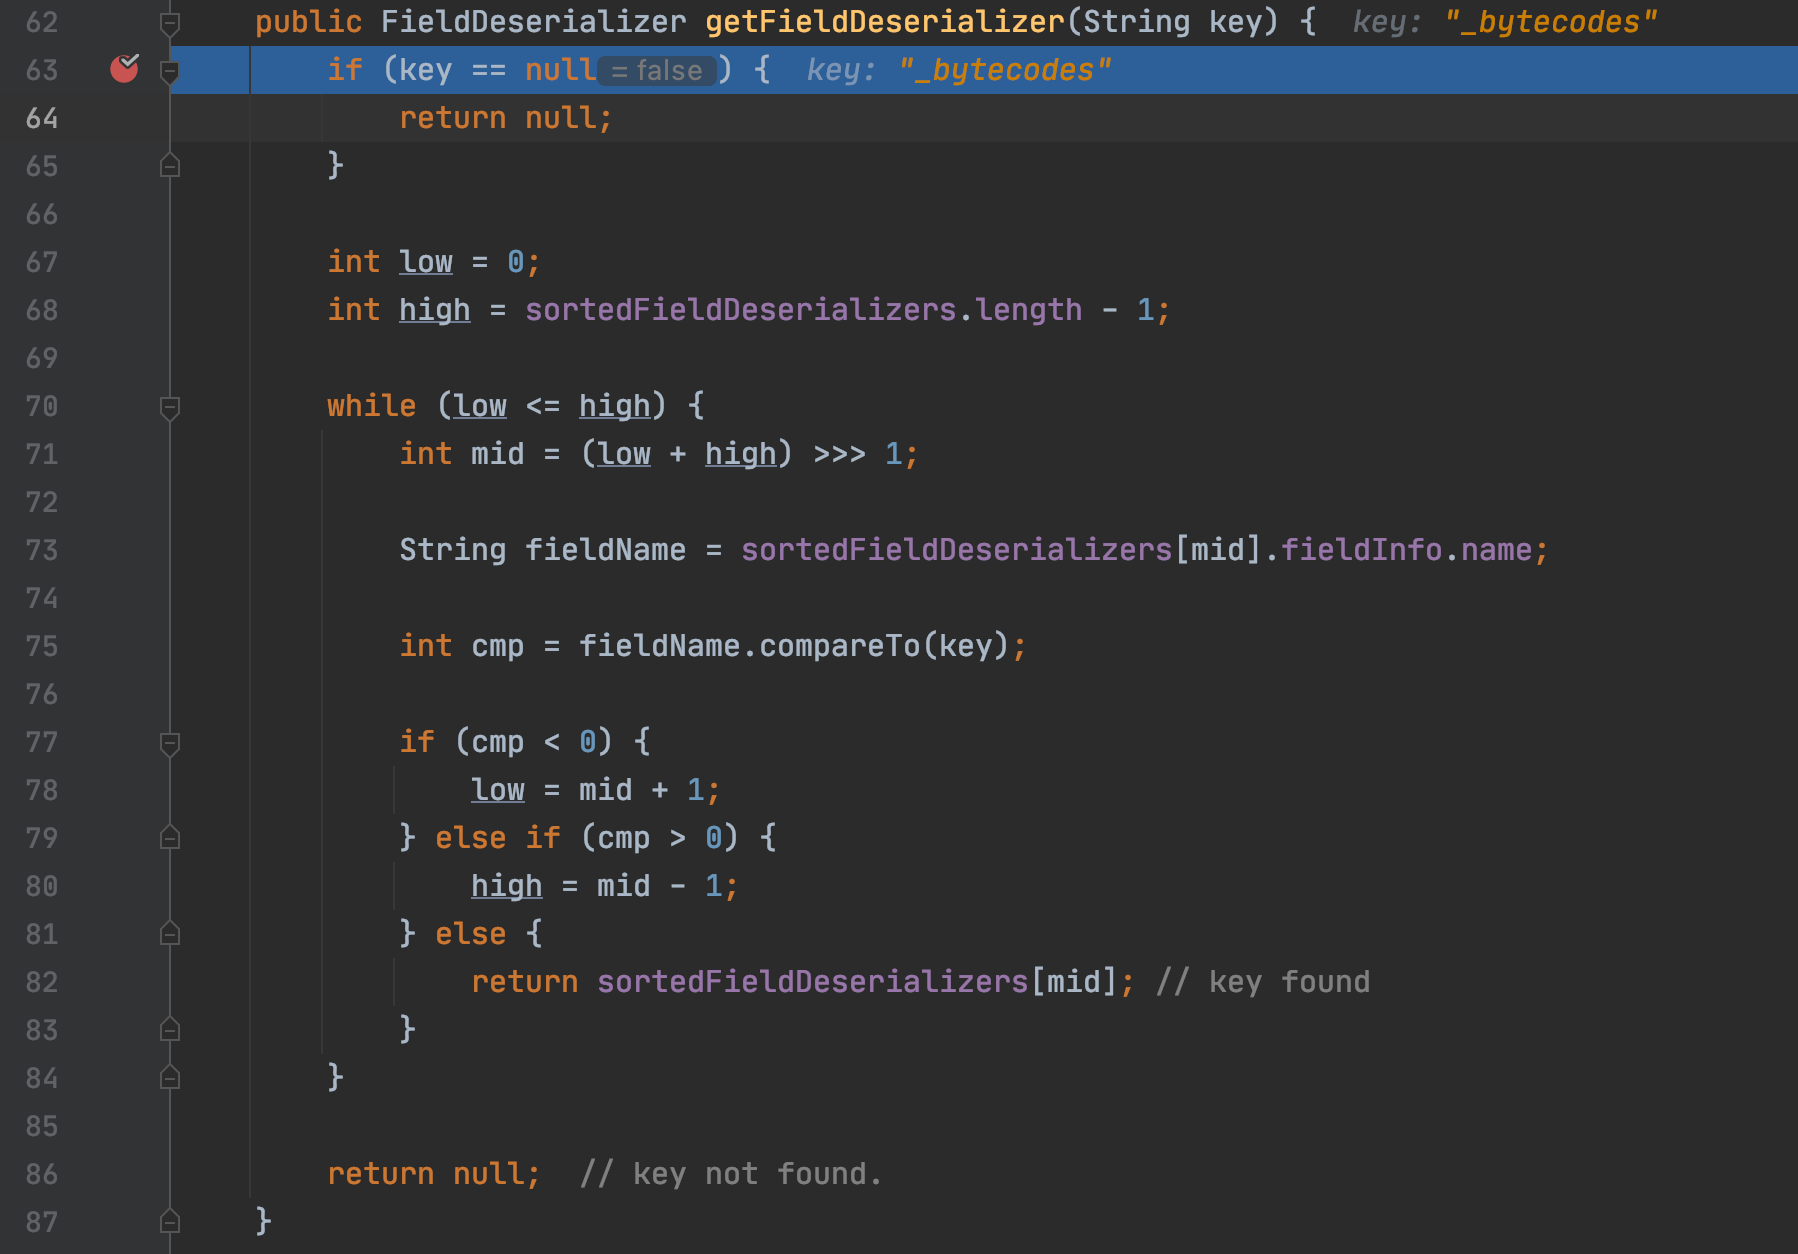 62 public FieldDeserializer getFieldDeserializer(String key) { key: "_bytecodes"
63 if (key == null = false ) { key: "_bytecodes"
64 return null;
65 }
66
67 int low = 0;
68 int high = sortedFieldDeserializers.length - 1;
69
70 while (low <= high) {
71 int mid = (low + high) >>> 1;
72
73 String fieldName = sortedFieldDeserializers[mid].fieldInfo.name;
74
75 int cmp = fieldName.compareTo(key);
76
77 if (cmp < 0) {
78 low = mid + 1;
79 } else if (cmp > 0) {
80 high = mid - 1;
81 } else {
82 return sortedFieldDeserializers[mid]; // key found
83 }
84 }
85
86 return null;  // key not found.
87 }